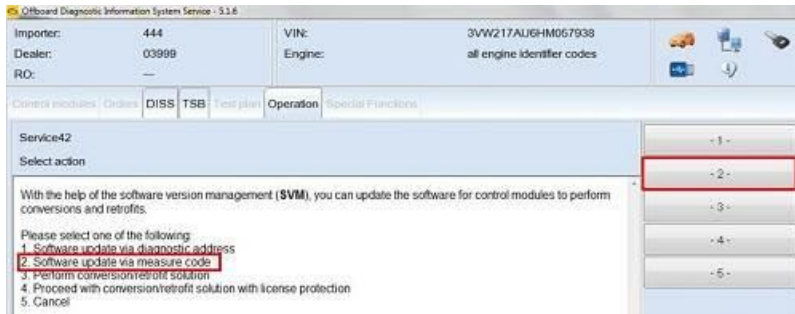 Offboard Diagnostic Information System Service - 5.1.6
Importer: 444 VIN: 3VW217AU6HM057938
Dealer: 03999 Engine: all engine identifier codes
RO: ---
Control modules Orders DISS TSB Test plan Operation Special Functions
Service42
Select action
With the help of the software version management (SVM), you can update the software for control modules to perform
conversions and retrofits.
Please select one of the following:
1. Software update via diagnostic address
2. Software update via measure code
3. Perform conversion/retrofit solution
4. Proceed with conversion/retrofit solution with license protection
5. Cancel
- 1 -
- 2 -
- 3 -
- 4 -
- 5 -